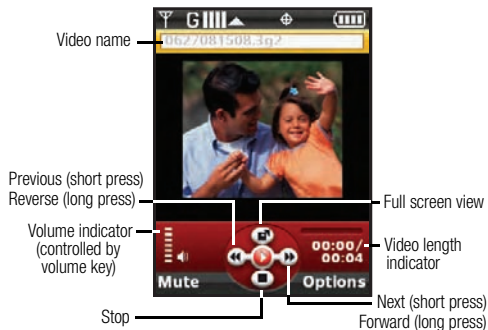 G
Video name
0627081508.3g2
Previous (short press)
Reverse (long press)
Full screen view
Volume indicator
(controlled by
volume key)
00:00/
00:04
Video length
indicator
Mute
Options
Stop
Next (short press)
Forward (long press)